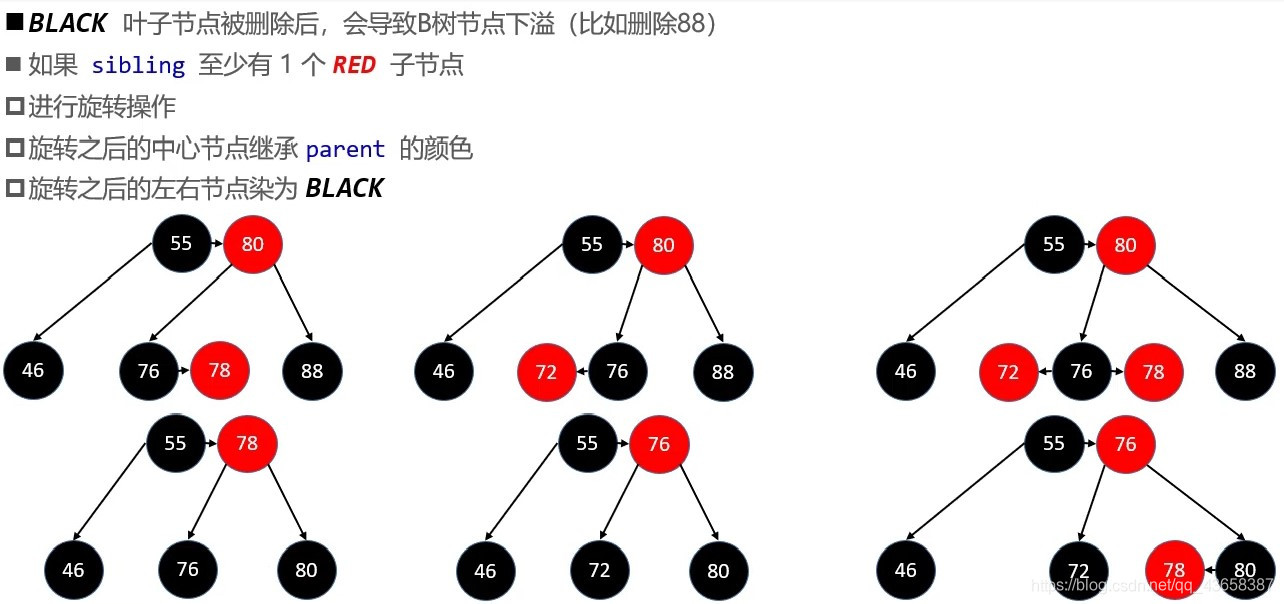 BLACK 叶子节点被删除后，会导致B树节点下溢（比如删除88）
如果 sibling 至少有 1 个 RED 子节点
进行旋转操作
旋转之后的中心节点继承 parent 的颜色
旋转之后的左右节点染为 BLACK
55 80 55 80 55 80
46 76 78 88 46 72 76 88 46 72 76 78 88
55 78 55 76 55 76
46 76 80 46 72 80 46 72 78 80
https://blog.csdn.net/qq_43658387